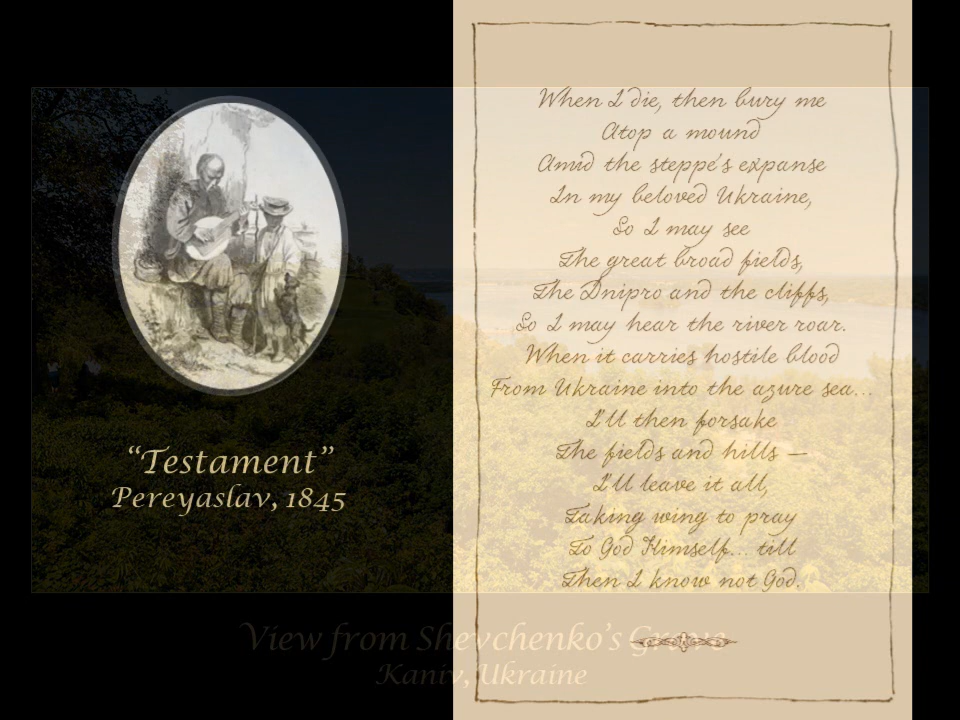 When I die, then bury me
Atop a mound
Amid the steppe's expanse
In my beloved Ukraine,
So I may see
The great broad fields,
The Dnipro and the cliffs,
So I may hear the river roar.
When it carries hostile blood
From Ukraine into the azure sea...
I'll then forsake
The fields and hills —
I'll leave it all,
Taking wing to pray
To God Himself... till
Then I know not God.
“Testament”
Pereyaslav, 1845
View from Shevchenko's Grave
Kaniv, Ukraine